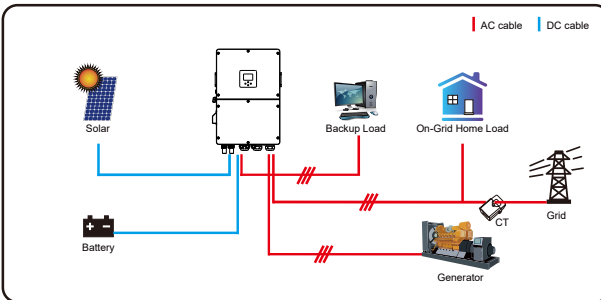 AC cable
DC cable
Solar
Backup Load
On-Grid Home Load
CT
Grid
Battery
Generator